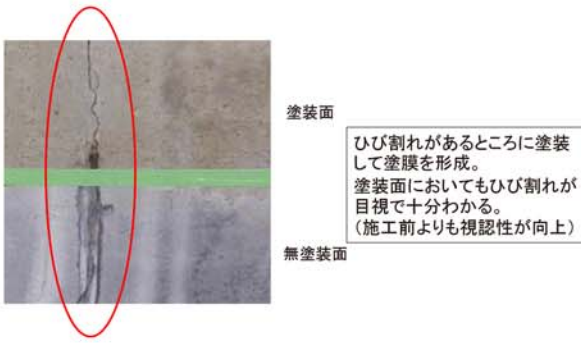 塗装面
ひび割れがあるところに塗装
して塗膜を形成。
塗装面においてもひび割れが
目視で十分わかる。
(施工前よりも視認性が向上)
無塗装面